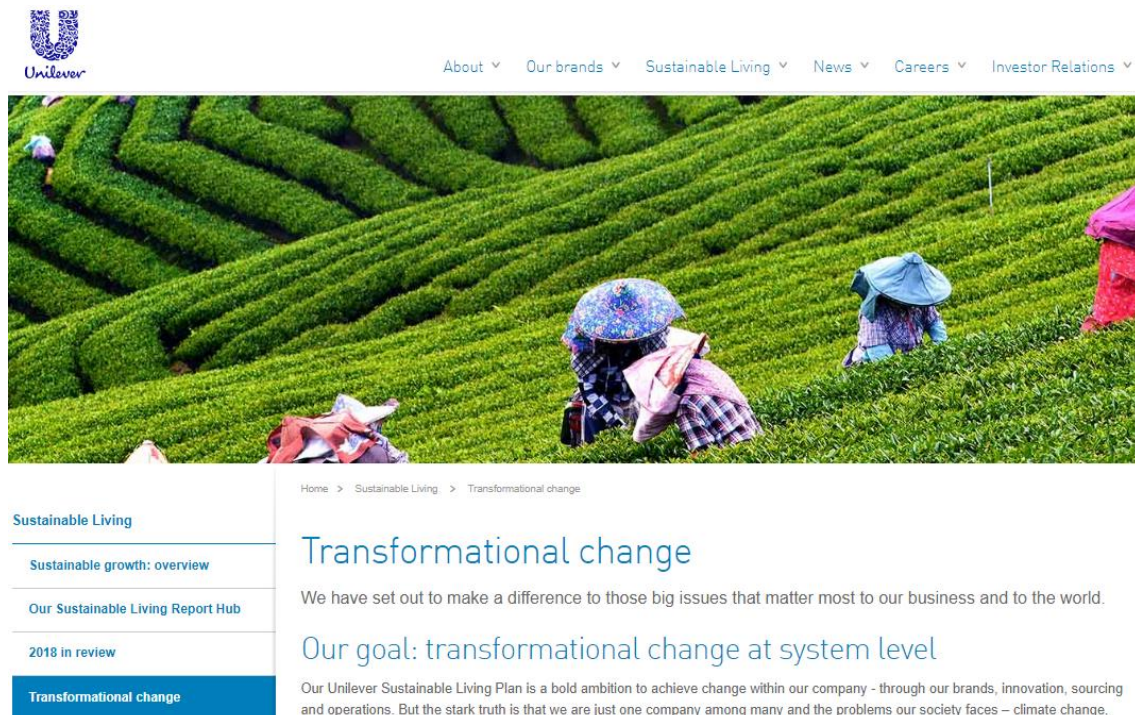 Unilever
About Our brands Sustainable Living News Careers Investor Relations
Home > Sustainable Living > Transformational change
Sustainable Living
Sustainable growth: overview
Our Sustainable Living Report Hub
2018 in review
Transformational change
Transformational change
We have set out to make a difference to those big issues that matter most to our business and to the world.
Our goal: transformational change at system level
Our Unilever Sustainable Living Plan is a bold ambition to achieve change within our company - through our brands, innovation, sourcing
and operations. But the stark truth is that we are just one company among many and the problems our society faces – climate change,